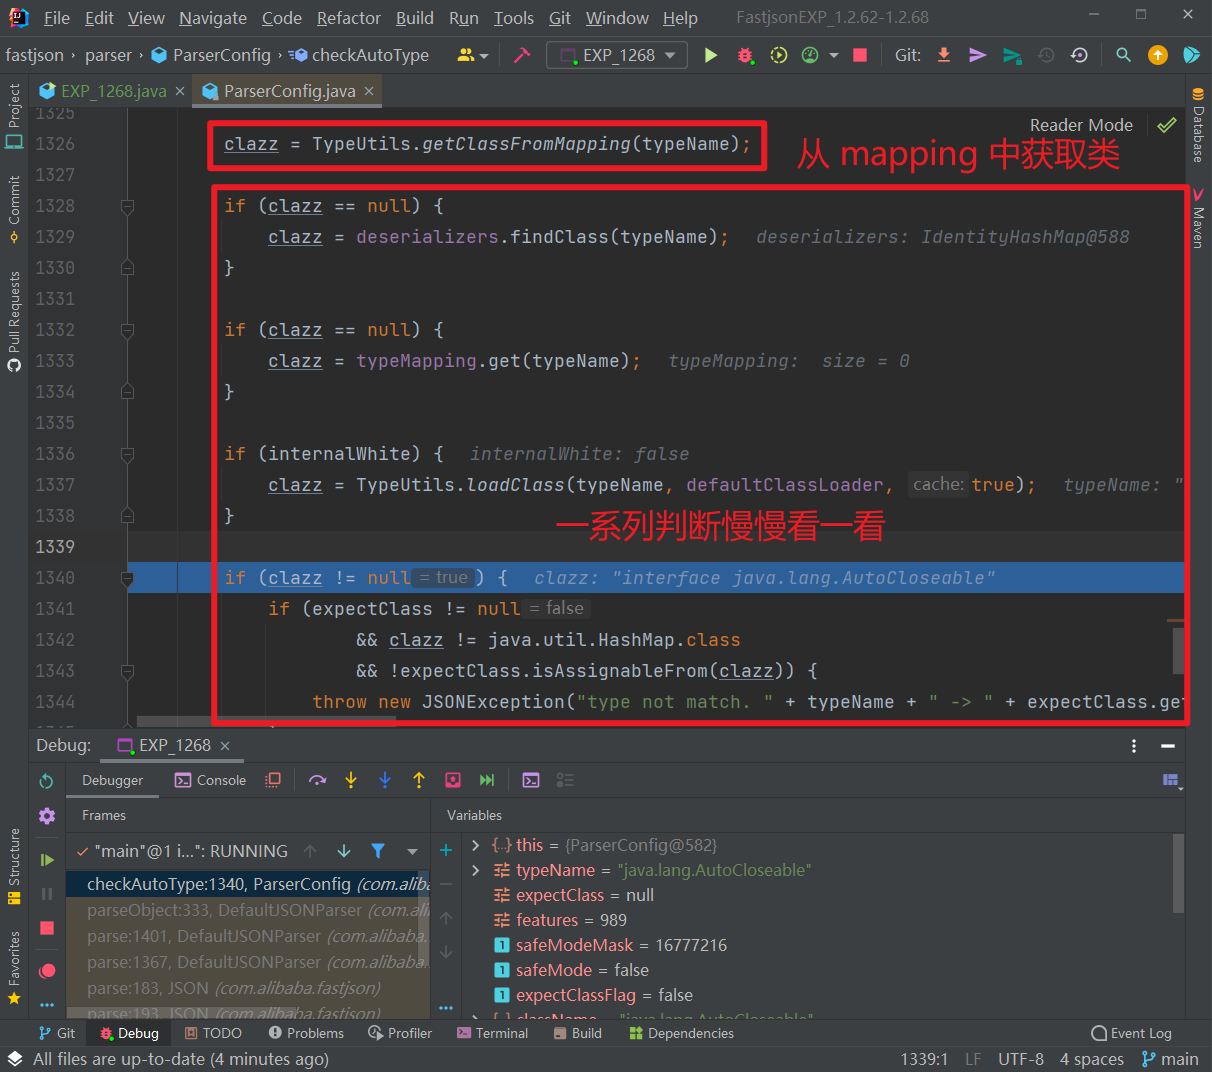 File Edit View Navigate Code Refactor Build Run Tools Git Window Help FastjsonEXP_1.2.62-1.2.68
fastjson › parser › ParserConfig › checkAutoType EXP_1268 Git:
EXP_1268.java × ParserConfig.java ×
Project
Commit
Pull Requests
Structure
Favorites
Database
Maven
Reader Mode
1325
1326 clazz = TypeUtils.getClassFromMapping(typeName);
从 mapping 中获取类
1327
1328 if (clazz == null) {
1329 clazz = deserializers.findClass(typeName); deserializers: IdentityHashMap@588
1330 }
1331
1332 if (clazz == null) {
1333 clazz = typeMapping.get(typeName); typeMapping: size = 0
1334 }
1335
1336 if (internalWhite) { internalWhite: false
1337 clazz = TypeUtils.loadClass(typeName, defaultClassLoader, cache: true); typeName: "
1338 }
一系列判断慢慢看一看
1339
1340 if (clazz != null = true ) { clazz: "interface java.lang.AutoCloseable"
1341 if (expectClass != null = false
1342 && clazz != java.util.HashMap.class
1343 && !expectClass.isAssignableFrom(clazz)) {
1344 throw new JSONException("type not match. " + typeName + " -> " + expectClass.get
Debug: EXP_1268 ×
Debugger Console
Frames
Variables
"main"@1 i...": RUNNING
checkAutoType:1340, ParserConfig (com.aliba
parseObject:333, DefaultJSONParser (com.ali
parse:1401, DefaultJSONParser (com.alibaba.
parse:1367, DefaultJSONParser (com.alibaba.
parse:183, JSON (com.alibaba.fastjson)
parse:193, JSON (com.alibaba.fastjson)
this = {ParserConfig@582}
typeName = "java.lang.AutoCloseable"
expectClass = null
features = 989
safeModeMask = 16777216
safeMode = false
expectClassFlag = false
className = "java.lang.AutoCloseable"
Git Debug TODO Problems Profiler Terminal Build Dependencies Event Log
All files are up-to-date (4 minutes ago) 1339:1 LF UTF-8 4 spaces main